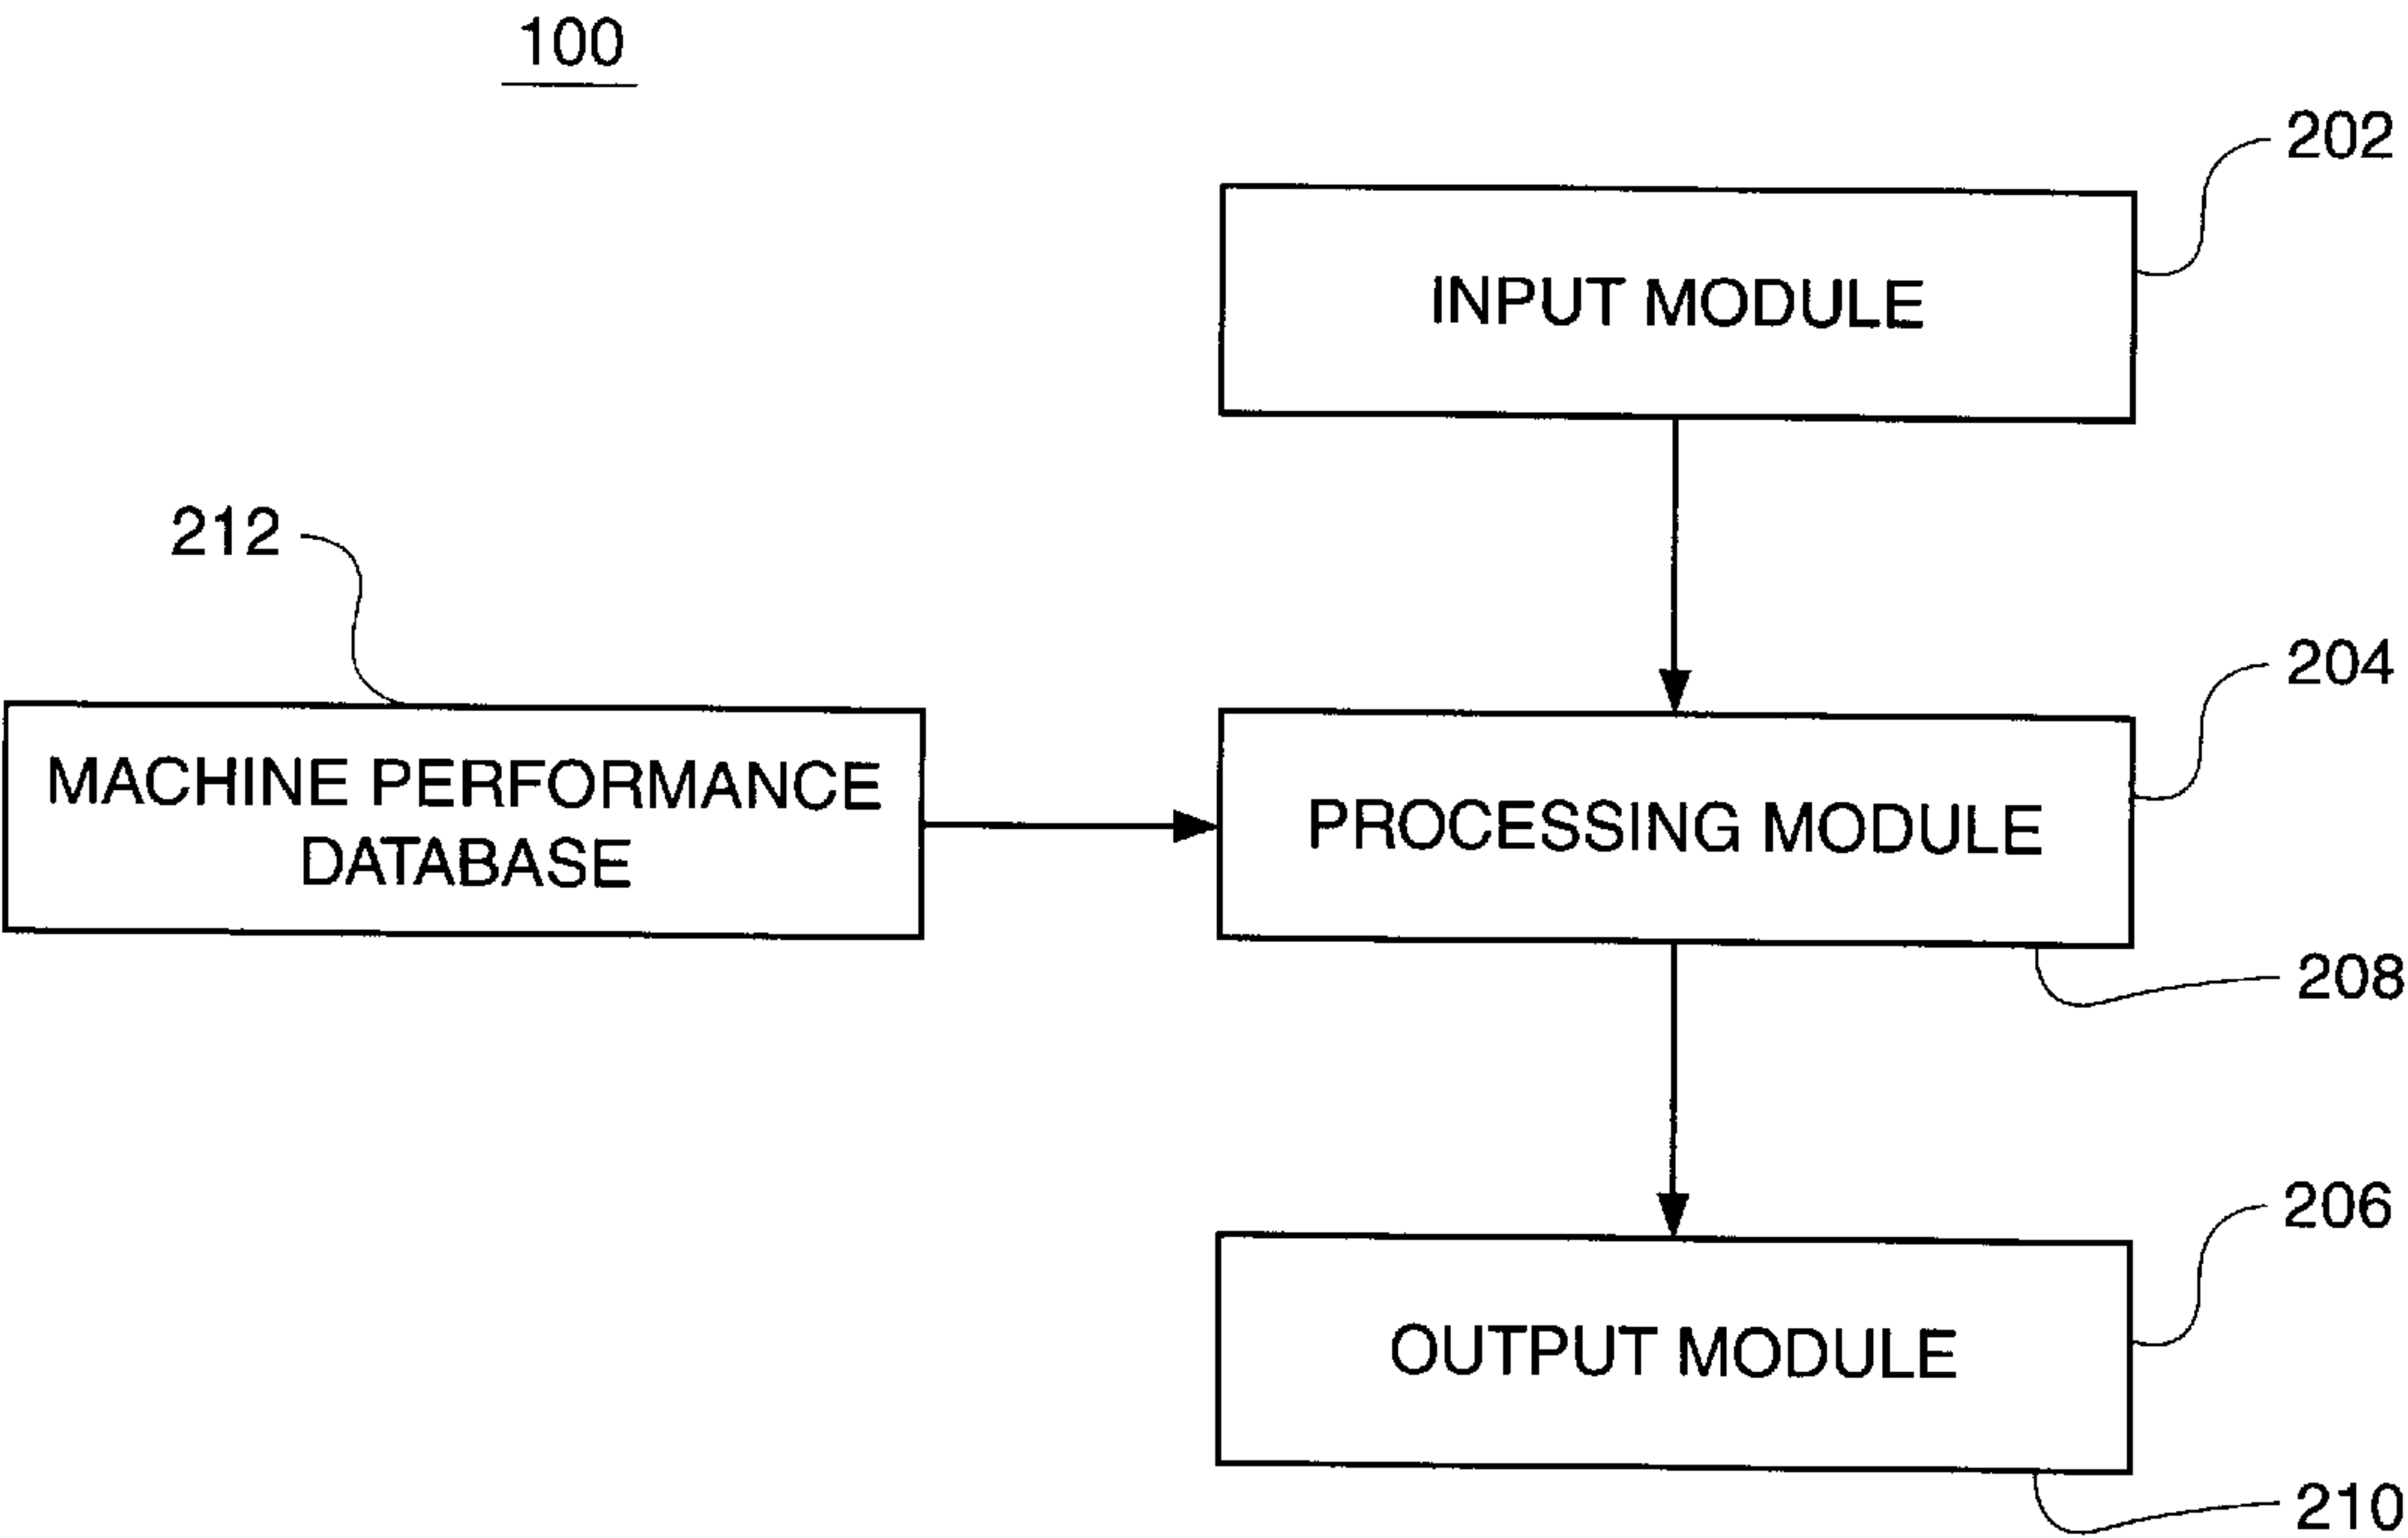 100
202
INPUT MODULE
212
204
MACHINE PERFORMANCE
DATABASE
PROCESSING MODULE
208
206
OUTPUT MODULE
210